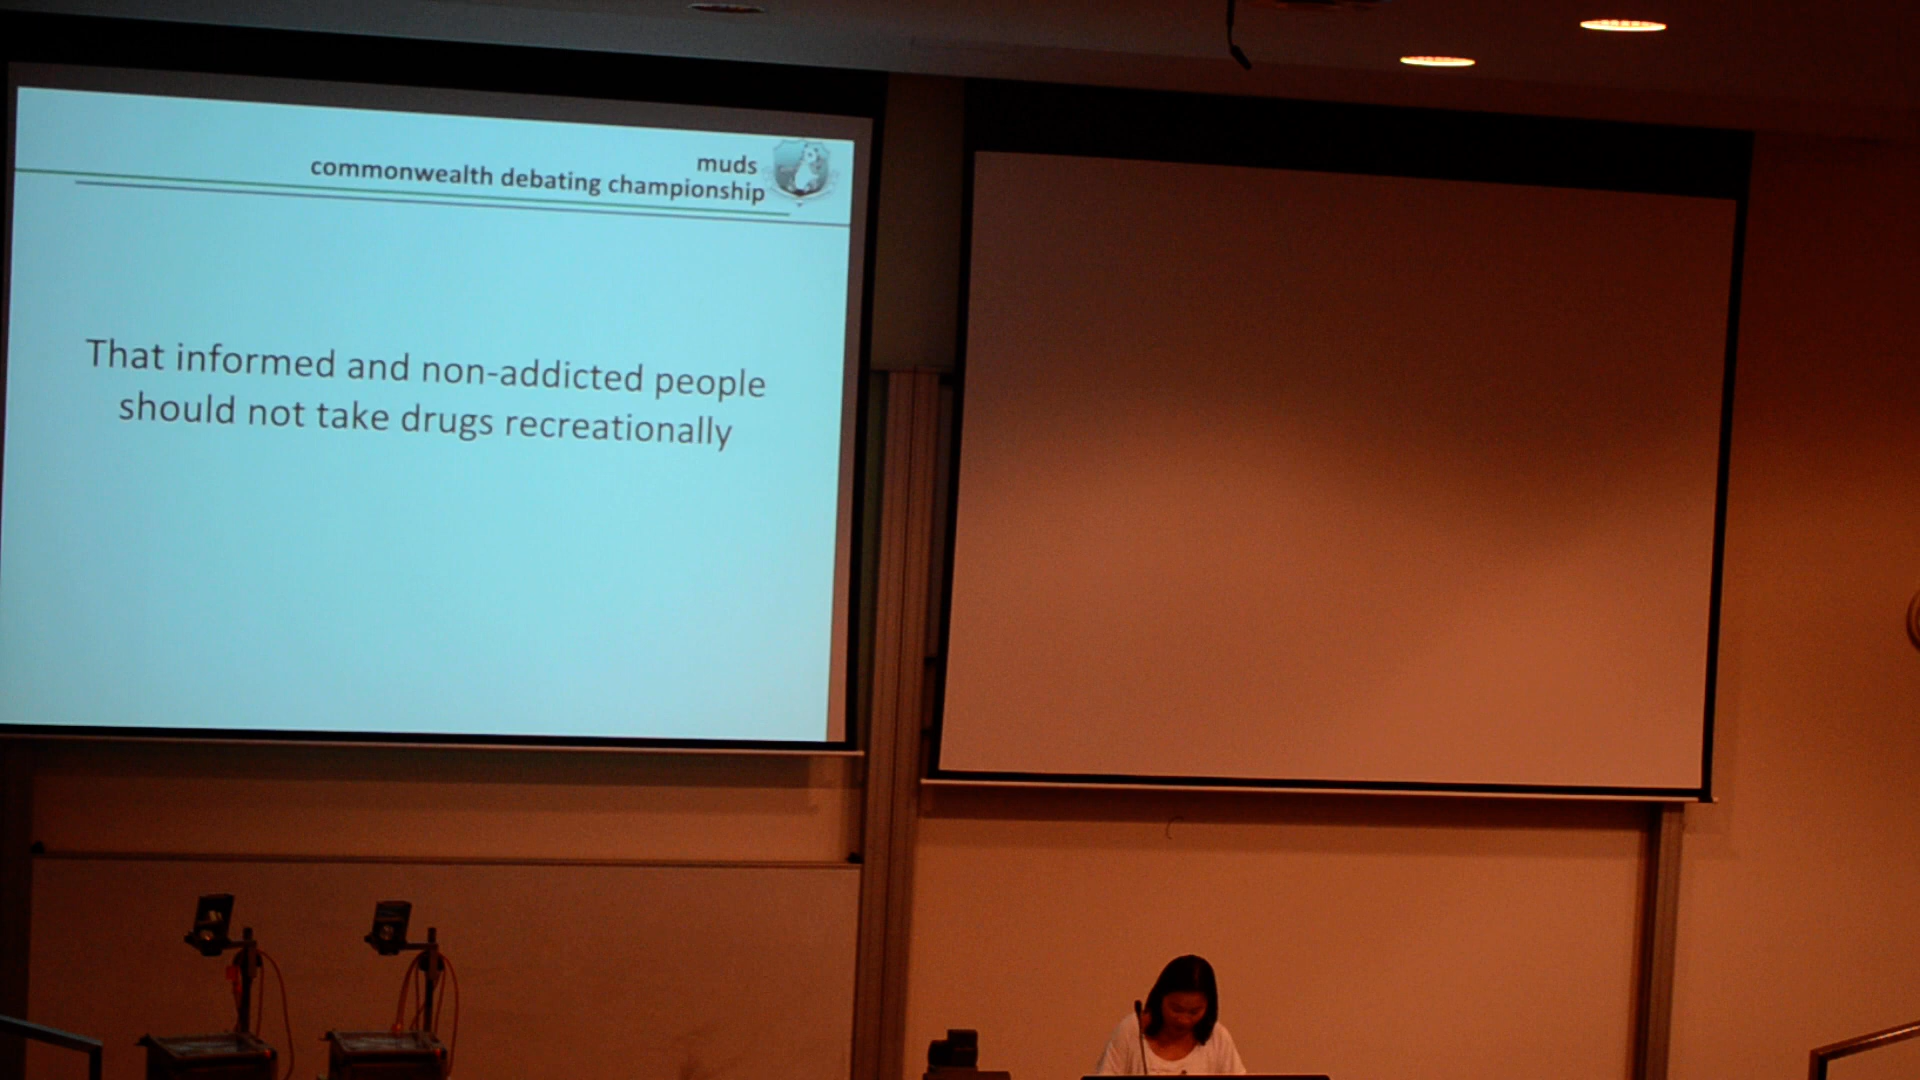 muds
commonwealth debating championship
That informed and non-addicted people
should not take drugs recreationally